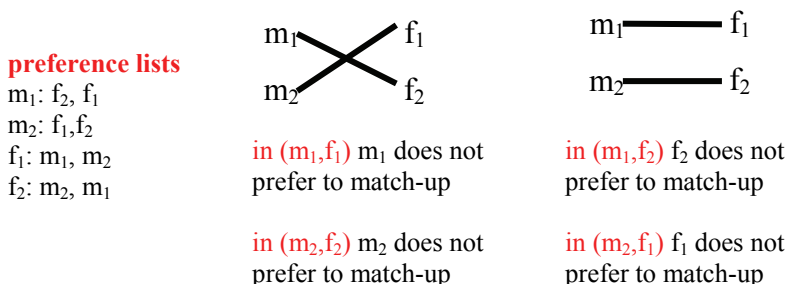 preference lists
m₁: f₂, f₁
m₂: f₁,f₂
f₁: m₁, m₂
f₂: m₂, m₁
m₁ f₁
m₂ f₂
in (m₁,f₁) m₁ does not
prefer to match-up
in (m₂,f₂) m₂ does not
prefer to match-up
m₁ f₁
m₂ f₂
in (m₁,f₂) f₂ does not
prefer to match-up
in (m₂,f₁) f₁ does not
prefer to match-up